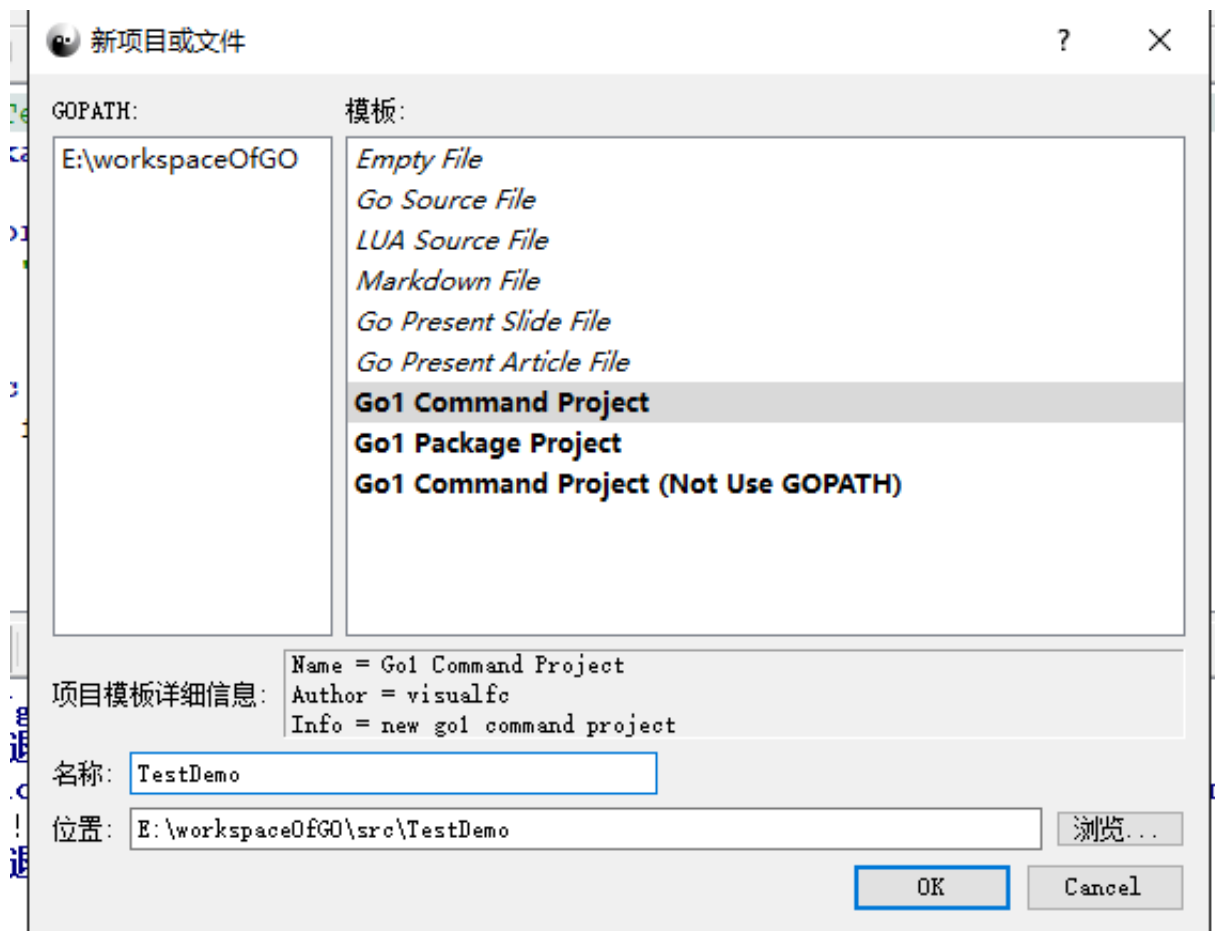 新项目或文件
?
GOPATH:
模板:
E:\workspaceOfGO
Empty File
Go Source File
LUA Source File
Markdown File
Go Present Slide File
Go Present Article File
Go1 Command Project
Go1 Package Project
Go1 Command Project (Not Use GOPATH)
项目模板详细信息:
Name = Go1 Command Project
Author = visualfc
Info = new go1 command project
名称:
TestDemo
位置:
E:\workspaceOfGO\src\TestDemo
浏览...
OK
Cancel